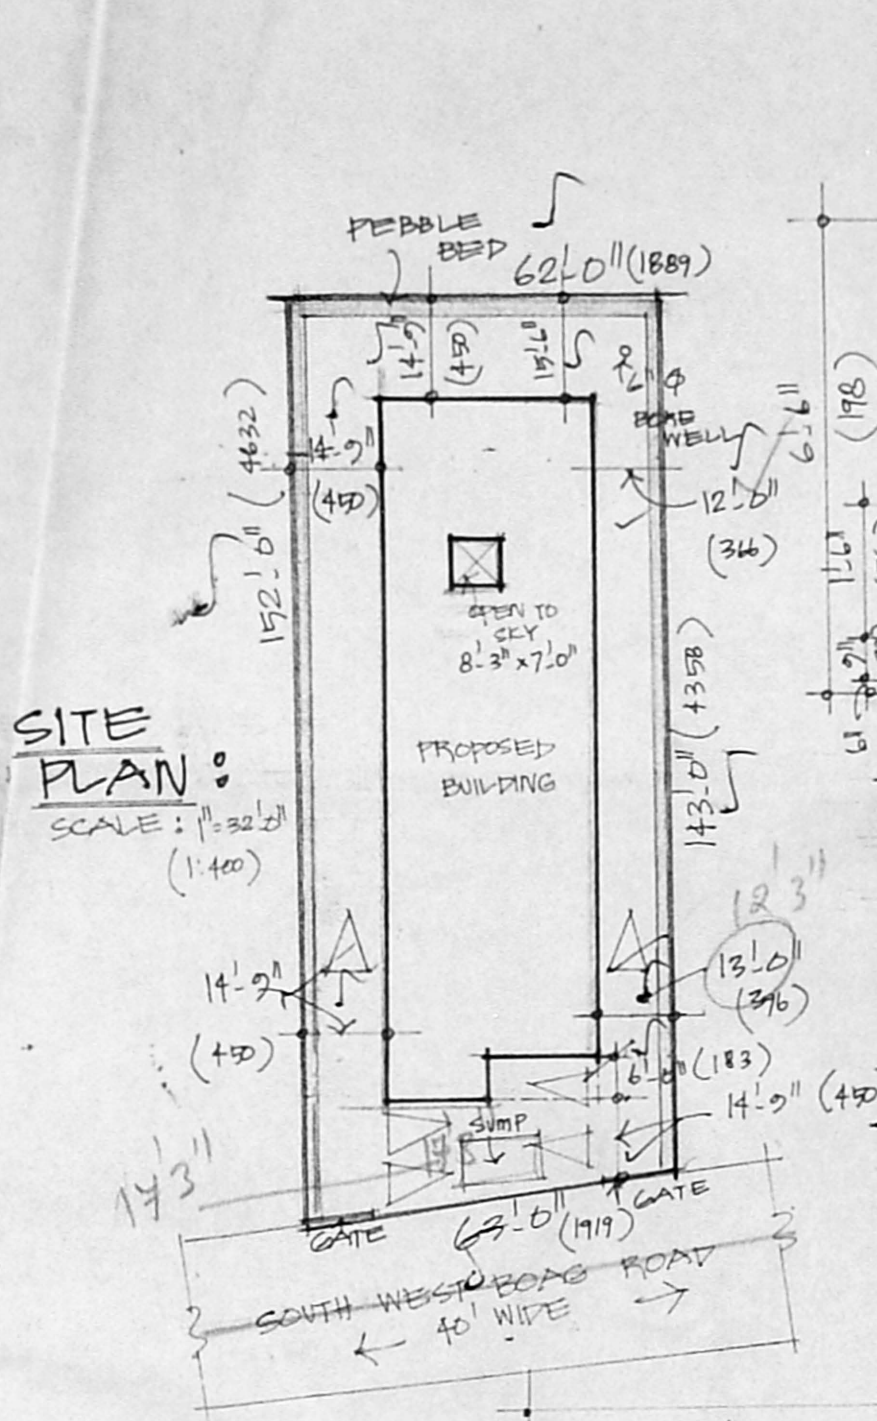 PEBBLE
BED
62'-0" (1889)
14'-9"
(450)
15'-7"
BORE
WELL
6'-6"
(198)
(4632)
152'-0"
14'-9"
(450)
12'-0"
(366)
1'-6"
OPEN TO
SKY
8'-3" x 7'-0"
9"
SITE
PLAN :
SCALE : 1" = 32'-0"
(1:400)
PROPOSED
BUILDING
143'-0" (4358)
12'3"
14'-9"
(450)
13'-0"
(396)
6'-0" (183)
14'-9" (450
SUMP
17'3"
GATE
GATE
63'-0" (1919)
SOUTH WEST BOAG ROAD
40' WIDE